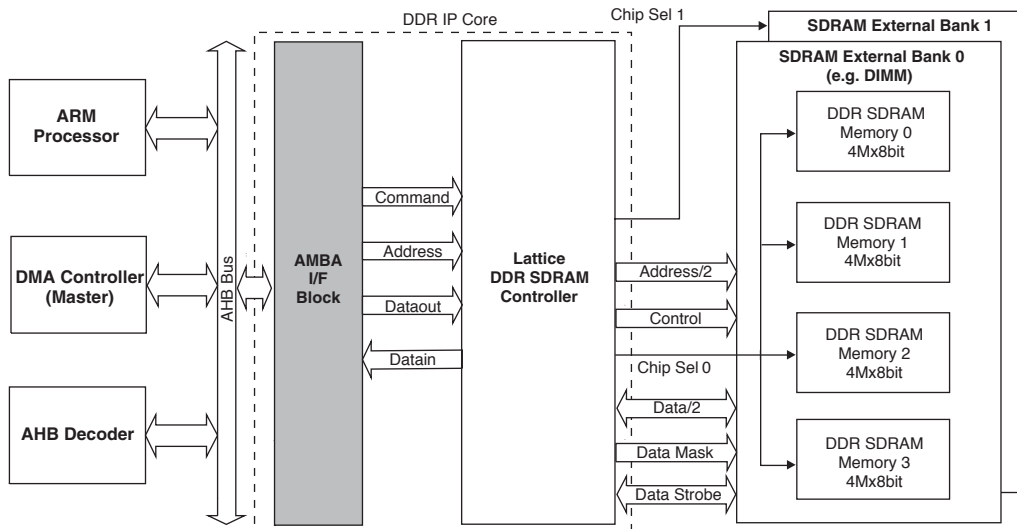 DDR IP Core
Chip Sel 1
SDRAM External Bank 1
SDRAM External Bank 0
(e.g. DIMM)
ARM
Processor
DMA Controller
(Master)
AHB Decoder
AHB Bus
AMBA
I/F
Block
Command
Address
Dataout
Datain
Lattice
DDR SDRAM
Controller
Address/2
Control
Chip Sel 0
Data/2
Data Mask
Data Strobe
DDR SDRAM
Memory 0
4Mx8bit
DDR SDRAM
Memory 1
4Mx8bit
DDR SDRAM
Memory 2
4Mx8bit
DDR SDRAM
Memory 3
4Mx8bit